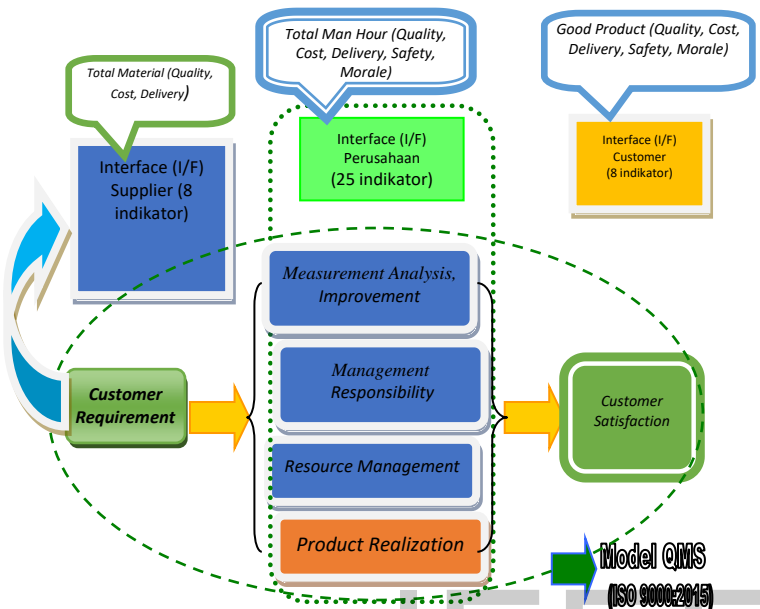 Total Material (Quality,
Cost, Delivery)
Total Man Hour (Quality,
Cost, Delivery, Safety,
Morale)
Good Product (Quality, Cost,
Delivery, Safety, Morale)
Interface (I/F)
Supplier (8
indikator)
Interface (I/F)
Perusahaan
(25 indikator)
Interface (I/F)
Customer
(8 indikator)
Measurement Analysis,
Improvement
Management
Responsibility
Customer
Requirement
Customer
Satisfaction
Resource Management
Product Realization
Model QMS
(ISO 9000:2015)